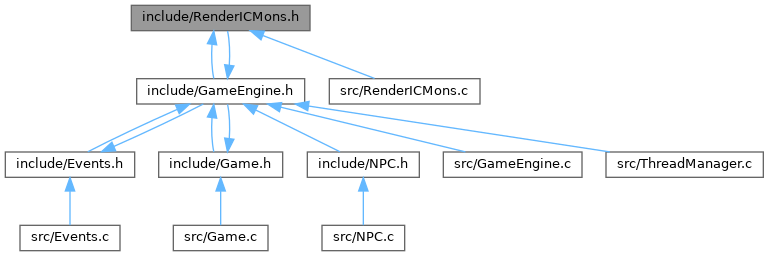 include/RenderICMons.h
include/GameEngine.h
src/RenderICMons.c
include/Events.h
include/Game.h
include/NPC.h
src/GameEngine.c
src/ThreadManager.c
src/Events.c
src/Game.c
src/NPC.c